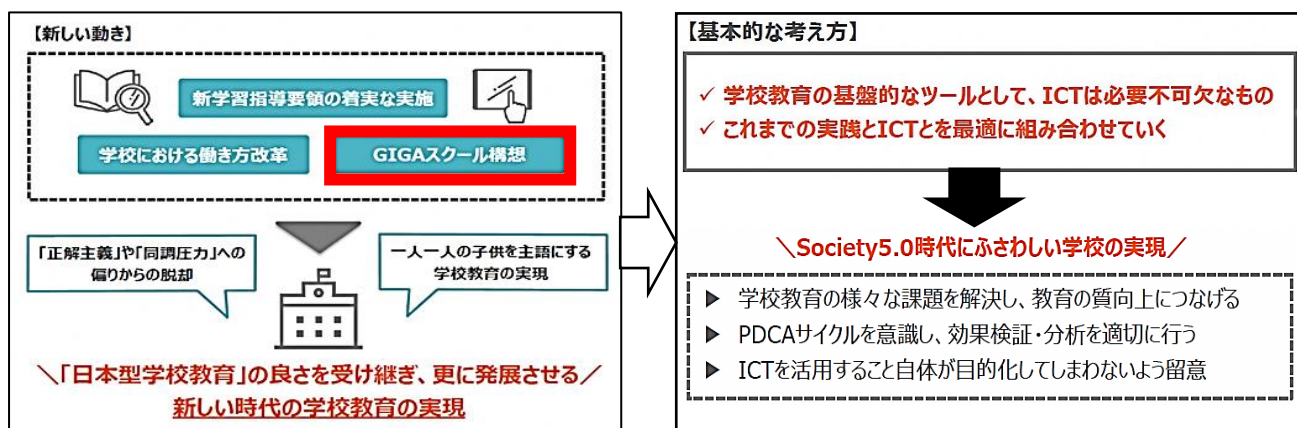 【新しい動き】
新学習指導要領の着実な実施
学校における働き方改革
GIGAスクール構想
「正解主義」や「同調圧力」への
偏りからの脱却
一人一人の子供を主語にする
学校教育の実現
＼「日本型学校教育」の良さを受け継ぎ、更に発展させる／
新しい時代の学校教育の実現
【基本的な考え方】
✓ 学校教育の基盤的なツールとして、ICTは必要不可欠なもの
✓ これまでの実践とICTとを最適に組み合わせていく
＼Society5.0時代にふさわしい学校の実現／
▶ 学校教育の様々な課題を解決し、教育の質向上につなげる
▶ PDCAサイクルを意識し、効果検証・分析を適切に行う
▶ ICTを活用すること自体が目的化してしまわないよう留意